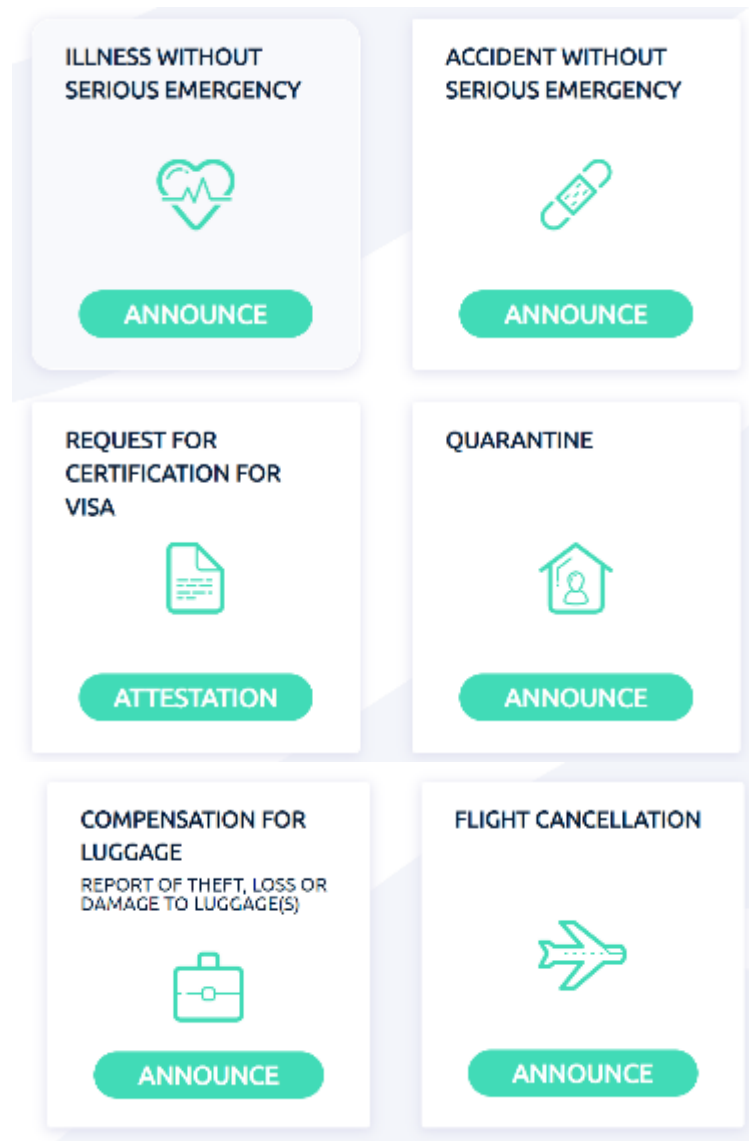 ILLNESS WITHOUT
SERIOUS EMERGENCY
ANNOUNCE
ACCIDENT WITHOUT
SERIOUS EMERGENCY
ANNOUNCE
REQUEST FOR
CERTIFICATION FOR
VISA
ATTESTATION
QUARANTINE
ANNOUNCE
COMPENSATION FOR
LUGGAGE
REPORT OF THEFT, LOSS OR
DAMAGE TO LUGGAGE(S)
ANNOUNCE
FLIGHT CANCELLATION
ANNOUNCE